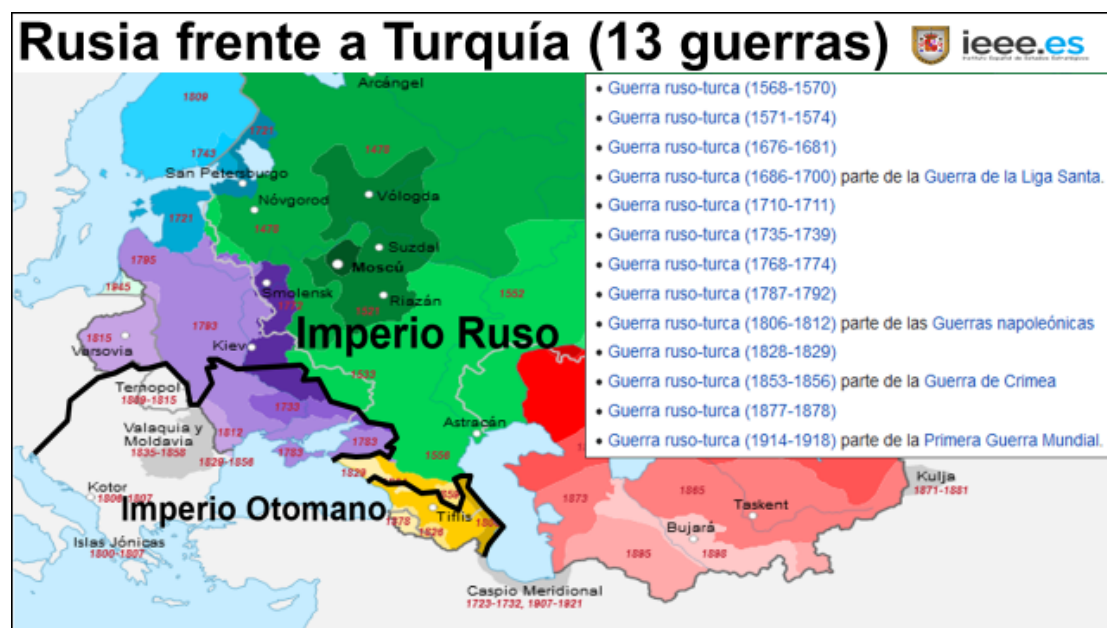 Rusia frente a Turquía (13 guerras)
ieee.es
Instituto Español de Estudios Estratégicos
• Guerra ruso-turca (1568-1570)
• Guerra ruso-turca (1571-1574)
• Guerra ruso-turca (1676-1681)
• Guerra ruso-turca (1686-1700) parte de la Guerra de la Liga Santa.
• Guerra ruso-turca (1710-1711)
• Guerra ruso-turca (1735-1739)
• Guerra ruso-turca (1768-1774)
• Guerra ruso-turca (1787-1792)
• Guerra ruso-turca (1806-1812) parte de las Guerras napoleónicas
• Guerra ruso-turca (1828-1829)
• Guerra ruso-turca (1853-1856) parte de la Guerra de Crimea
• Guerra ruso-turca (1877-1878)
• Guerra ruso-turca (1914-1918) parte de la Primera Guerra Mundial.
Arcángel
1809
1721
1743
1478
San Petersburgo
Nóvgorod
Vólogda
1721
1478
Suzdal
1795
Moscú
1945
Smolensk
Riazán
1552
1521
1793
Imperio Ruso
1815
Varsovia
Kiev
Ternopol
1809-1815
1533
1733
Astracán
Valaquia y
Moldavia
1835-1858
1812
1783
1783
1829-1856
1556
1829
Kulja
1871-1881
Kotor
1806-1807
Imperio Otomano
1873
1865
Taskent
Tiflis
1878
1828
Bujará
Islas Jónicas
1800-1807
1895
1898
Caspio Meridional
1723-1732, 1907-1921